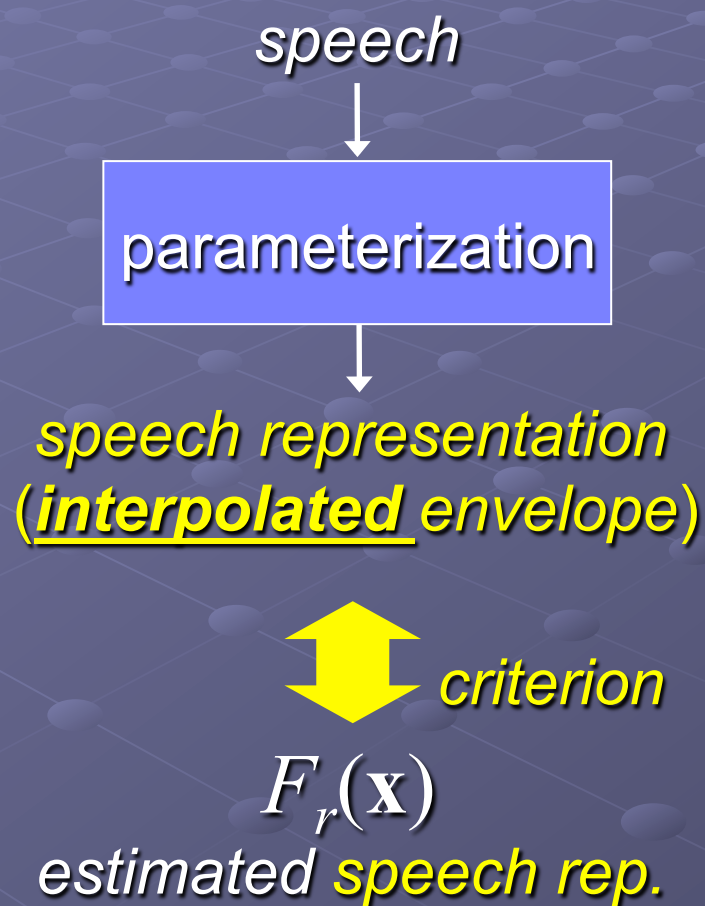 speech
parameterization
speech representation
(interpolated envelope)
criterion
Fᵣ(x)
estimated speech rep.